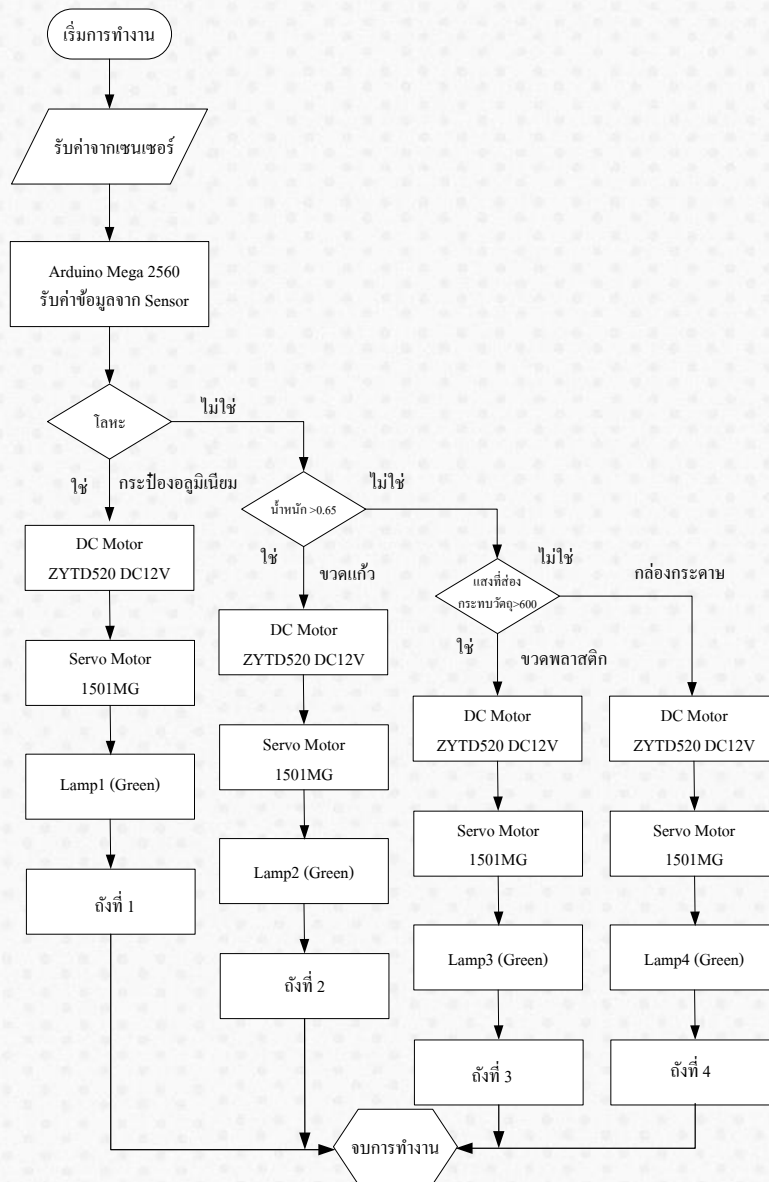 เริ่มการทำงาน
รับค่าจากเซนเซอร์
Arduino Mega 2560
รับค่าข้อมูลจาก Sensor
โลหะ
ไม่ใช่
ใช่
กระป๋องอลูมิเนียม
น้ำหนัก >0.65
ไม่ใช่
ใช่
ขวดแก้ว
แสงที่ส่อง
กระทบวัตถุ>600
ไม่ใช่
กล่องกระดาษ
ใช่
ขวดพลาสติก
DC Motor
ZYTD520 DC12V
Servo Motor
1501MG
Lamp1 (Green)
ถังที่ 1
DC Motor
ZYTD520 DC12V
Servo Motor
1501MG
Lamp2 (Green)
ถังที่ 2
DC Motor
ZYTD520 DC12V
Servo Motor
1501MG
Lamp3 (Green)
ถังที่ 3
DC Motor
ZYTD520 DC12V
Servo Motor
1501MG
Lamp4 (Green)
ถังที่ 4
จบการทำงาน